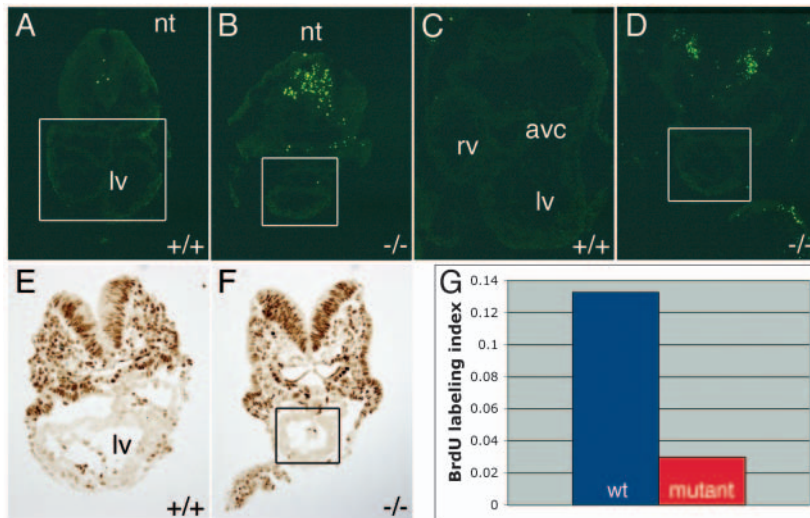 A
nt
lv
+/+
B
nt
-/-
C
rv
avc
lv
+/+
D
-/-
E
lv
+/+
F
-/-
G
BrdU labeling index
0.14
0.12
0.1
0.08
0.06
0.04
0.02
0
wt
mutant